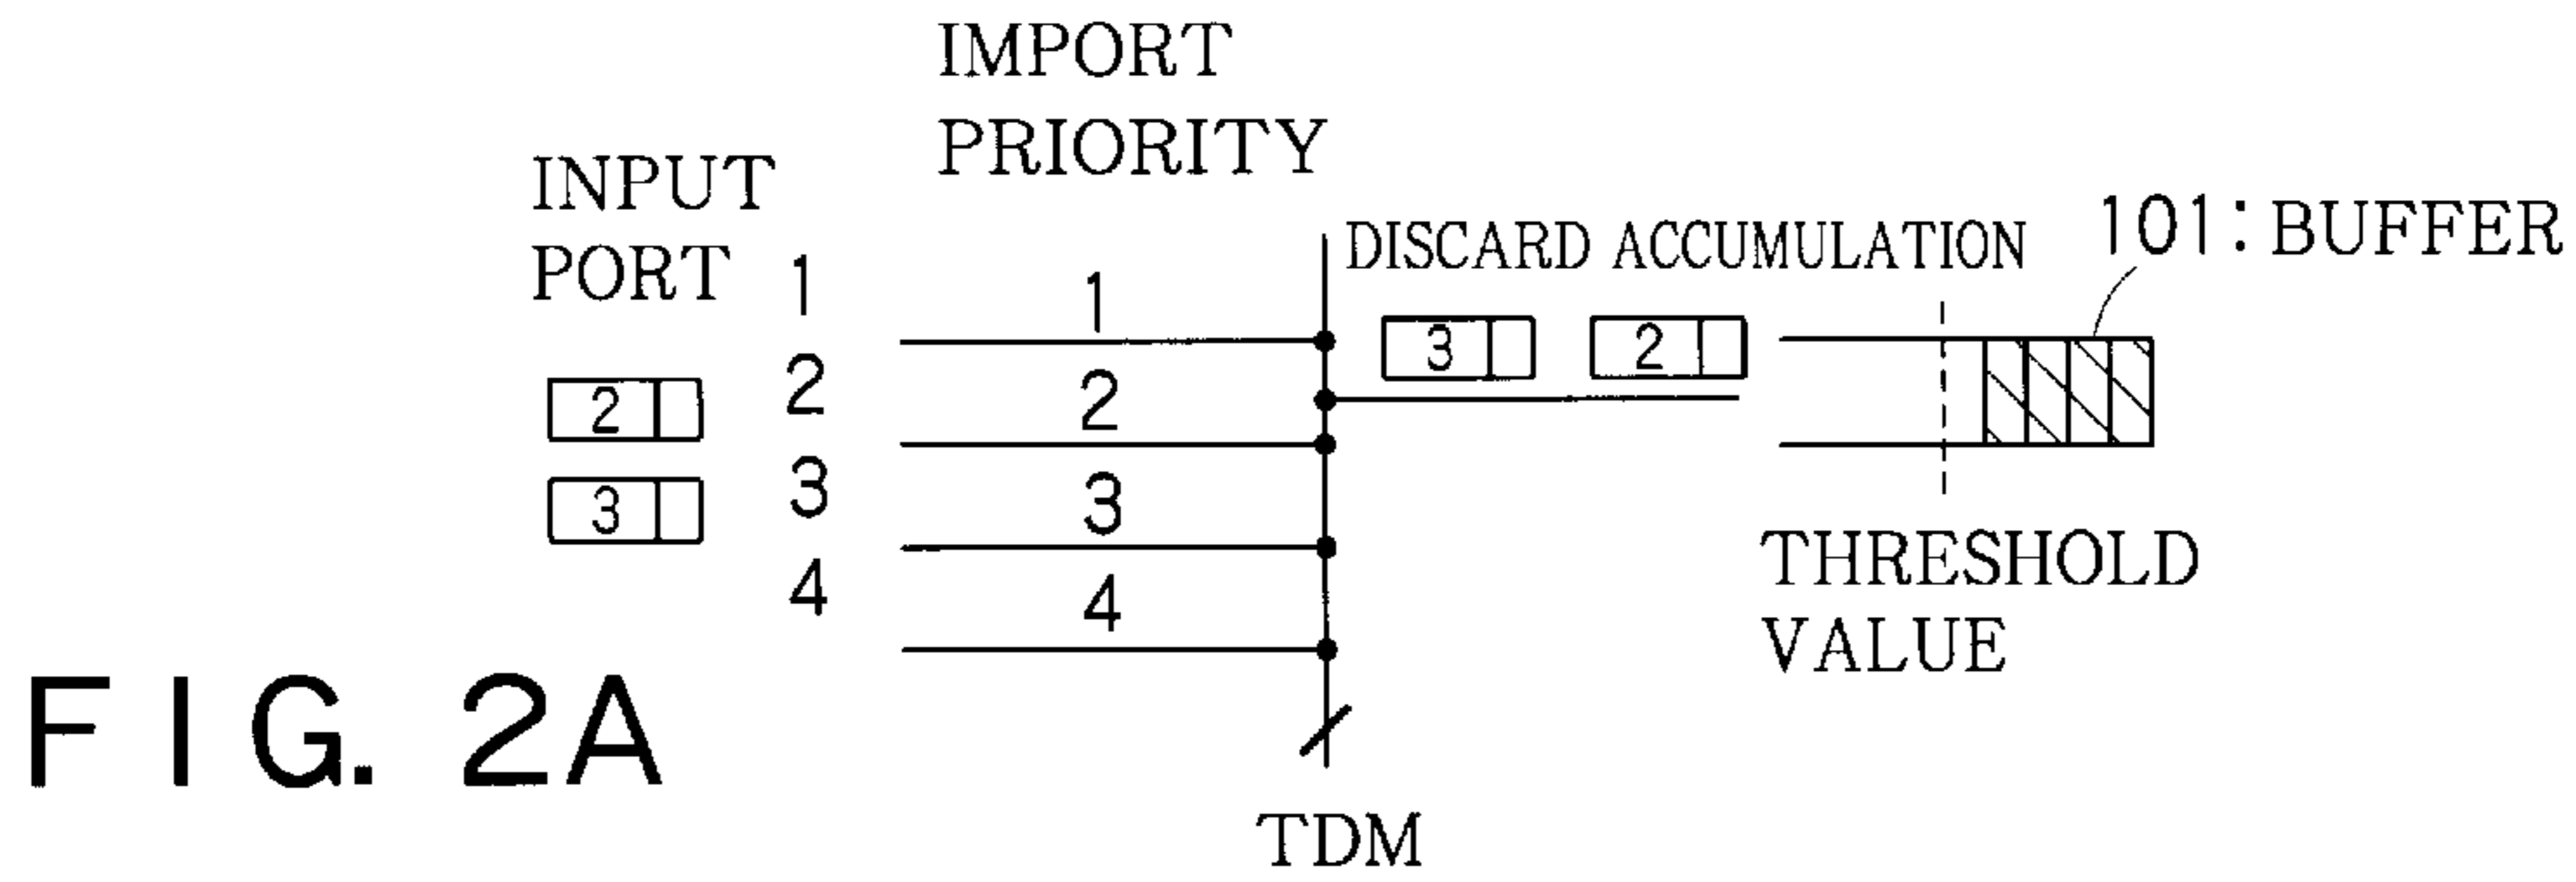 IMPORT
PRIORITY
INPUT
PORT
1
2
3
4
2
3
1
2
3
4
DISCARD ACCUMULATION
3
2
101: BUFFER
THRESHOLD
VALUE
TDM
FIG. 2A